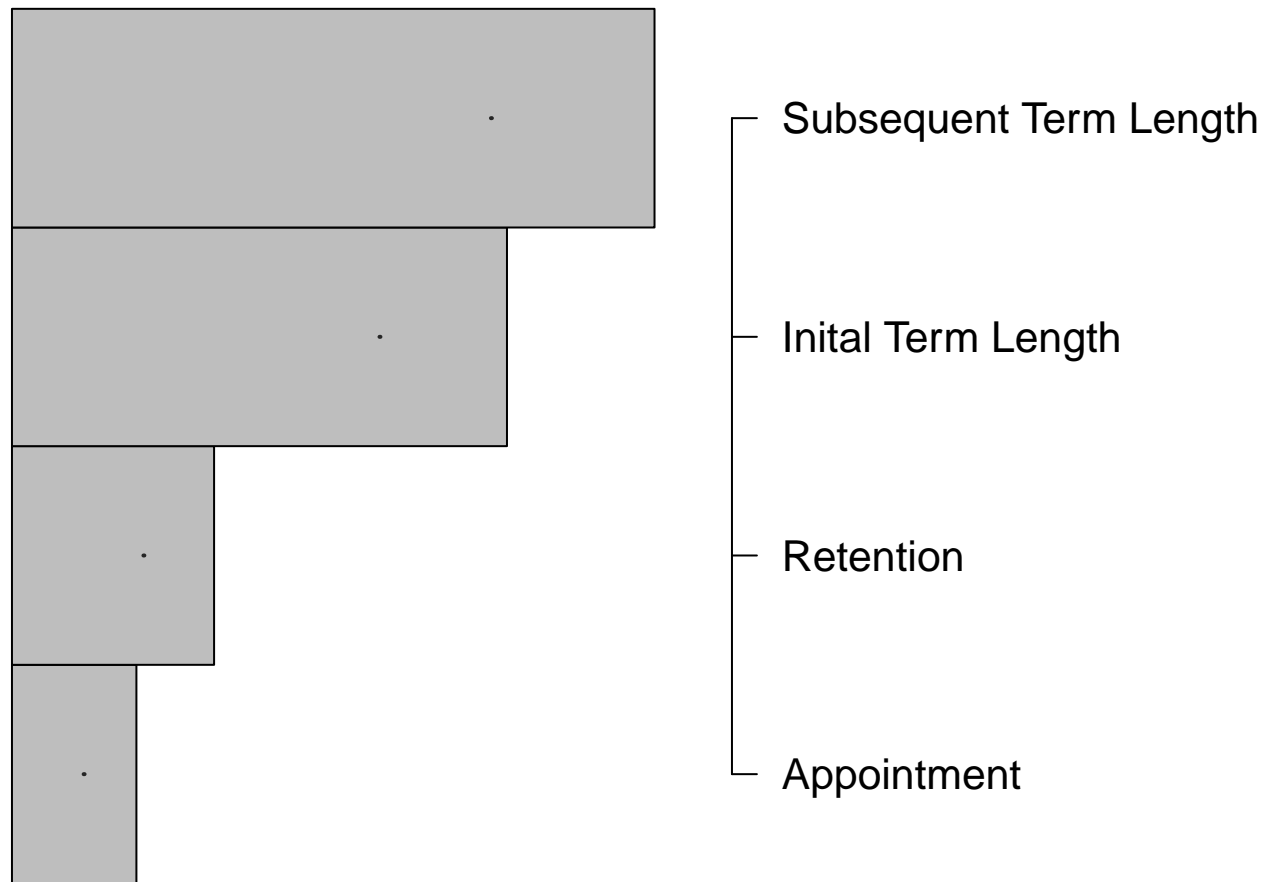 Subsequent Term Length
Inital Term Length
Retention
Appointment